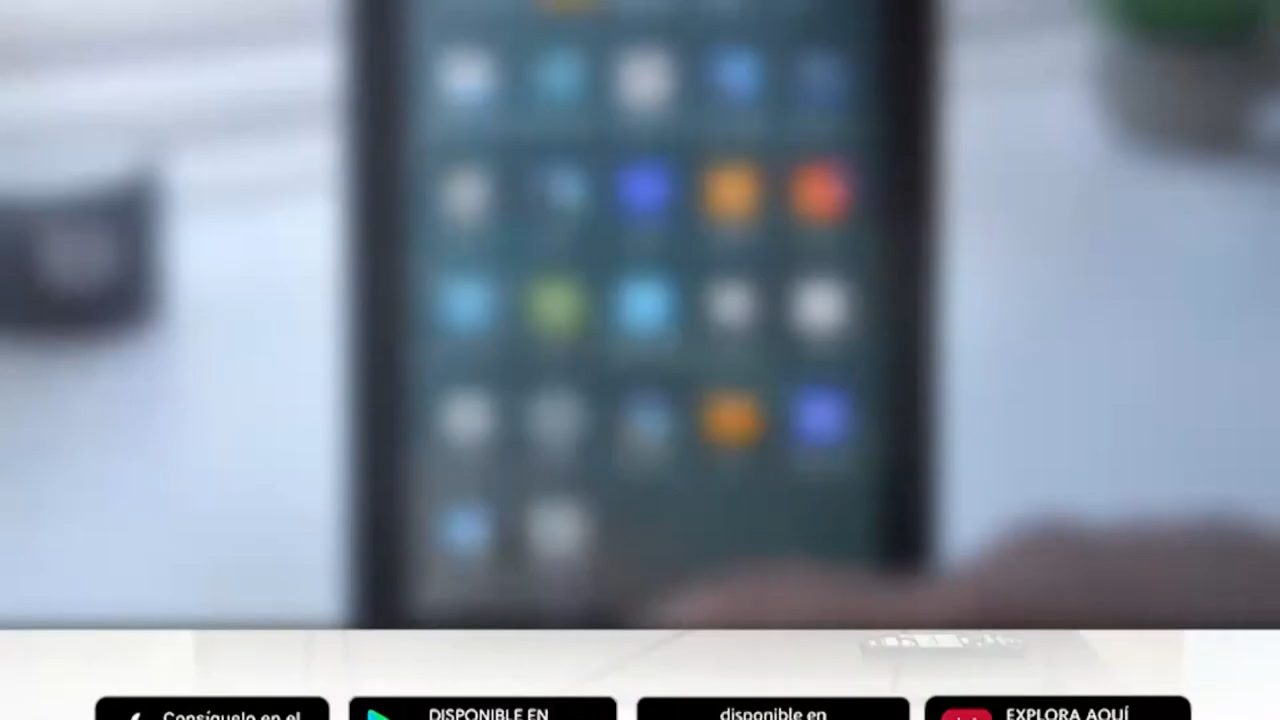 Consíguelo en el
DISPONIBLE EN
disponible en
EXPLORA AQUÍ